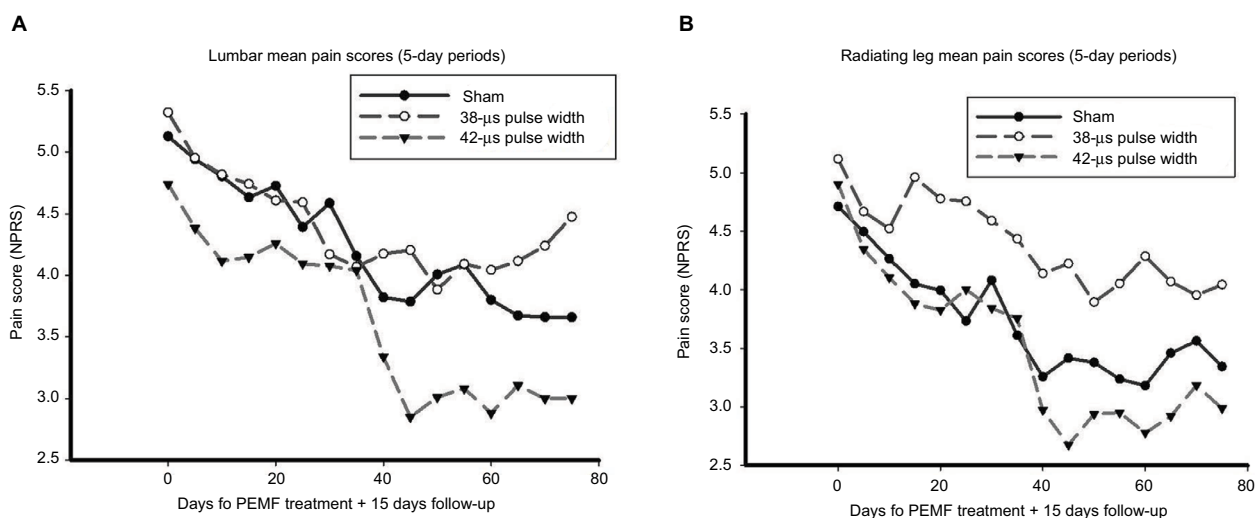 A
Lumbar mean pain scores (5-day periods)
Sham
38-µs pulse width
42-µs pulse width
Pain score (NPRS)
5.5
5.0
4.5
4.0
3.5
3.0
2.5
0
20
40
60
80
Days fo PEMF treatment + 15 days follow-up
B
Radiating leg mean pain scores (5-day periods)
Sham
38-µs pulse width
42-µs pulse width
Pain score (NPRS)
5.5
5.0
4.5
4.0
3.5
3.0
2.5
0
20
40
60
80
Days fo PEMF treatment + 15 days follow-up